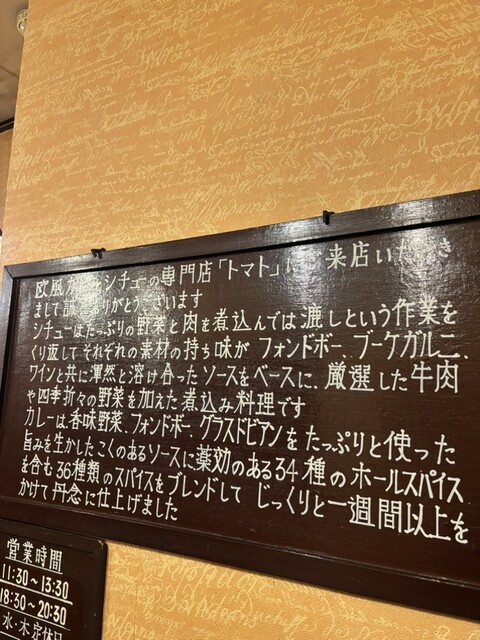 欧風カレーシチューの専門店「トマト」にご来店いただき
まして誠にありがとうございます
シチューはたっぷりの野菜と肉を煮込んでは漉しという作業を
くり返してそれぞれの素材の持ち味が フォンドボー、ブーケガルニ、
ワインと共に渾然と溶け合ったソースをベースに、厳選した牛肉
や四季折々の野菜を加えた煮込み料理です
カレーは、香味野菜、フォンドボー、グラスドビアンをたっぷりと使った
旨みを生かしたこくのあるソースに薬効のある34種のホールスパイス
を含む36種類のスパイスをブレンドして じっくりと一週間以上を
かけて丹念に仕上げました
営業時間
11:30~13:30
18:30~20:30
水・木定休日